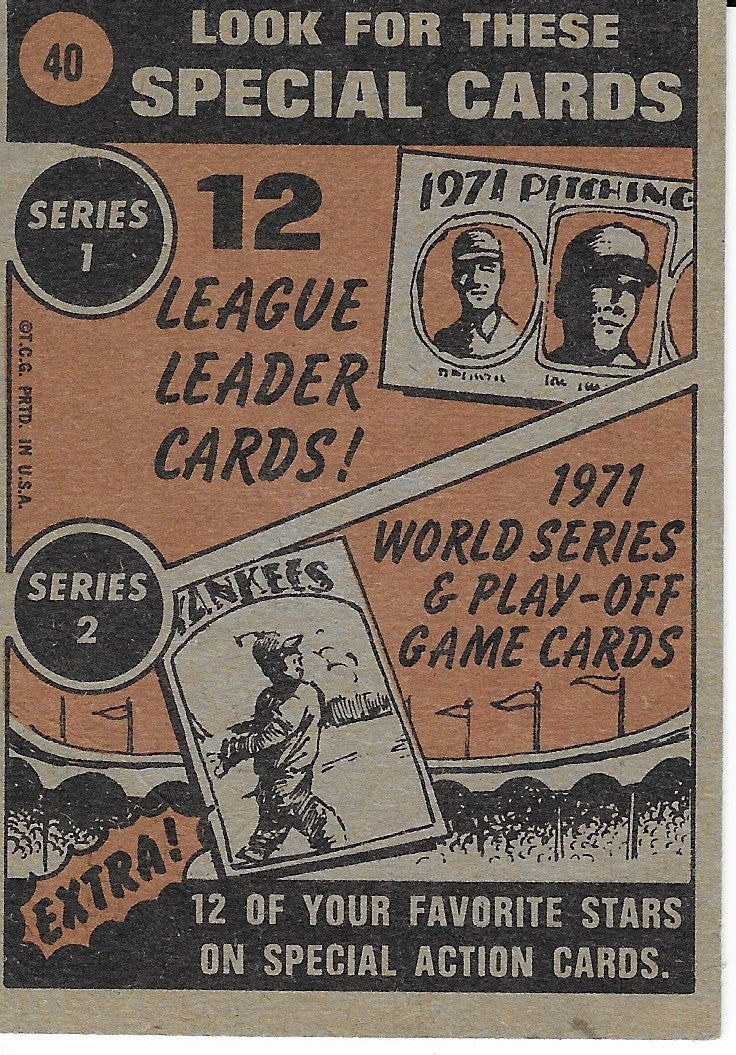 40
LOOK FOR THESE
SPECIAL CARDS
SERIES
1
12
LEAGUE
LEADER
CARDS!
1971 PITCHING
©T.C.G. PRTD. IN U.S.A.
SERIES
2
1971
WORLD SERIES
& PLAY-OFF
GAME CARDS
YANKEES
EXTRA!
12 OF YOUR FAVORITE STARS
ON SPECIAL ACTION CARDS.